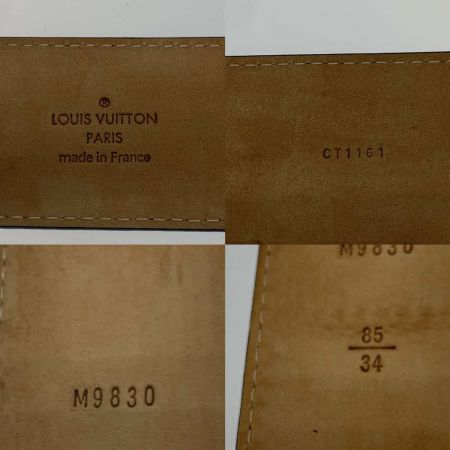 ®
LOUIS VUITTON
PARIS
made in France
CT1161
M9830
M9830
85
34